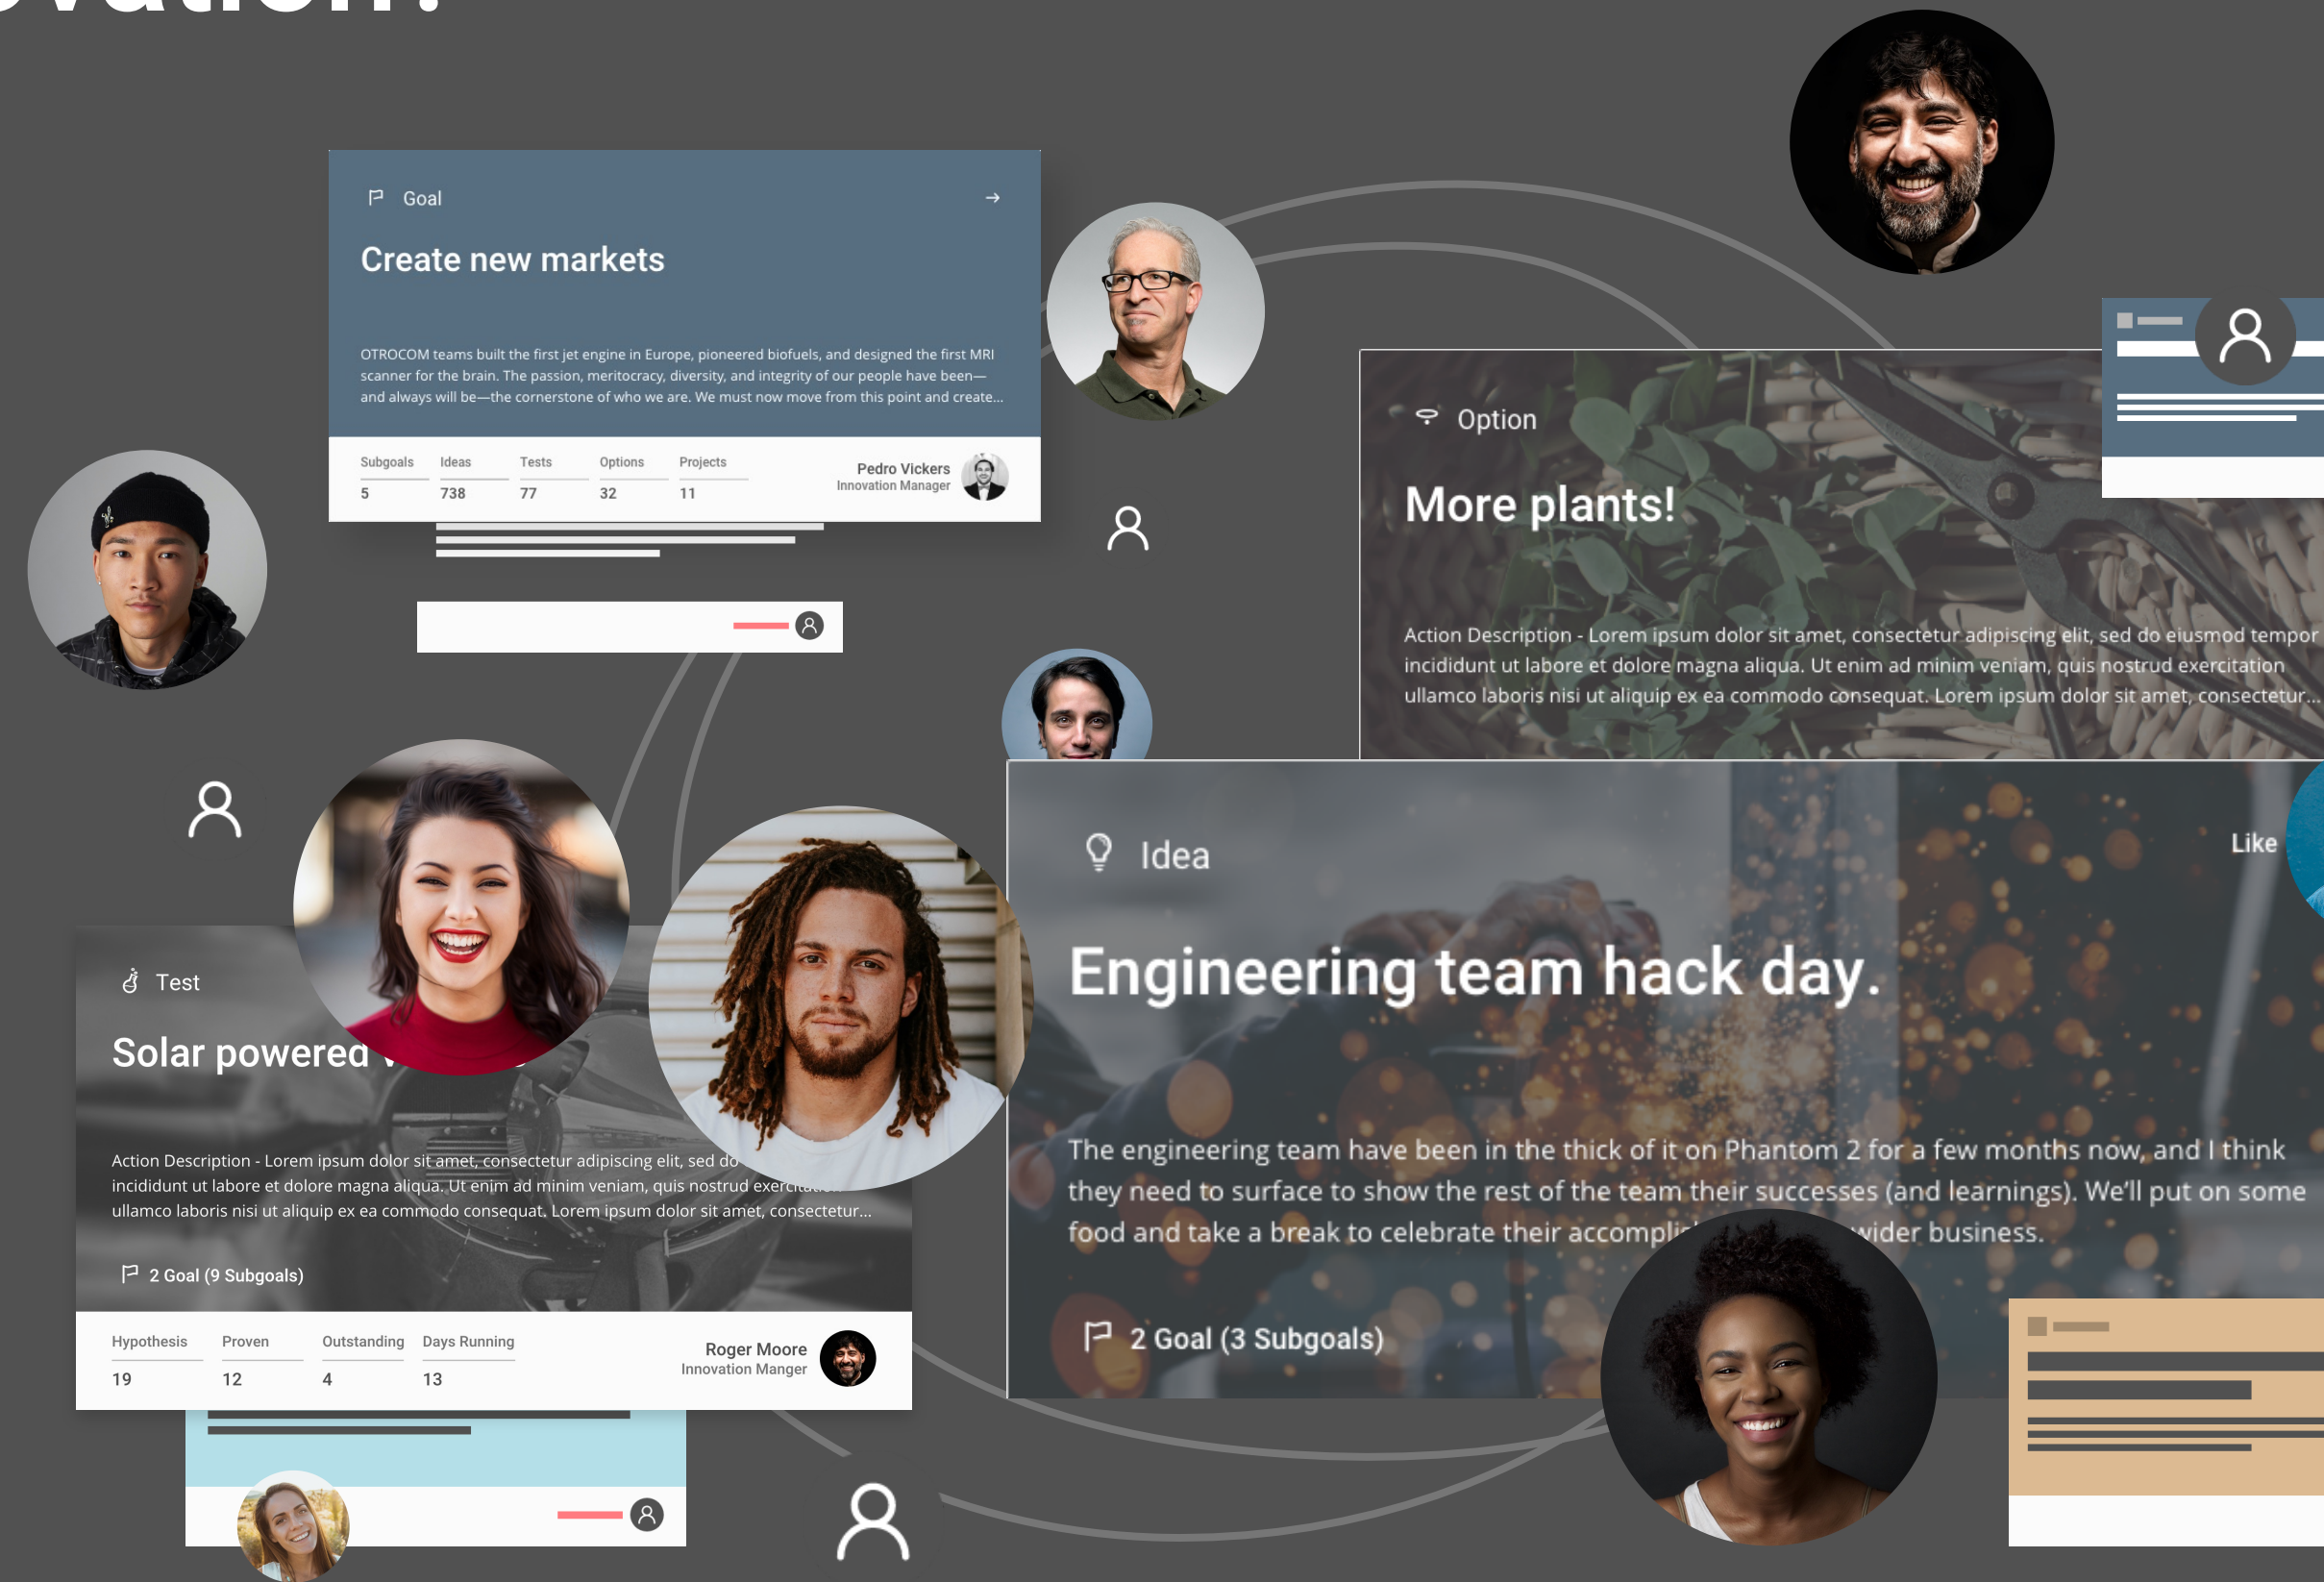 Goal
Create new markets
OTROCOM teams built the first jet engine in Europe, pioneered biofuels, and designed the first MRI
scanner for the brain. The passion, meritocracy, diversity, and integrity of our people have been—
and always will be—the cornerstone of who we are. We must now move from this point and create...
Subgoals Ideas Tests Options Projects
5 738 77 32 11
Pedro Vickers
Innovation Manager
Option
More plants!
Action Description - Lorem ipsum dolor sit amet, consectetur adipiscing elit, sed do eiusmod tempor
incididunt ut labore et dolore magna aliqua. Ut enim ad minim veniam, quis nostrud exercitation
ullamco laboris nisi ut aliquip ex ea commodo consequat. Lorem ipsum dolor sit amet, consectetur...
Idea
Like
Engineering team hack day.
The engineering team have been in the thick of it on Phantom 2 for a few months now, and I think
they need to surface to show the rest of the team their successes (and learnings). We'll put on some
food and take a break to celebrate their wider business.
2 Goal (3 Subgoals)
Test
Solar powered
Action Description - Lorem ipsum dolor sit amet, consectetur adipiscing elit, sed do
incididunt ut labore et dolore magna aliqua. Ut enim ad minim veniam, quis nostrud
ullamco laboris nisi ut aliquip ex ea commodo consequat. Lorem ipsum dolor sit amet, consectetur...
2 Goal (9 Subgoals)
Hypothesis Proven Outstanding Days Running
19 12 4 13
Roger Moore
Innovation Manger